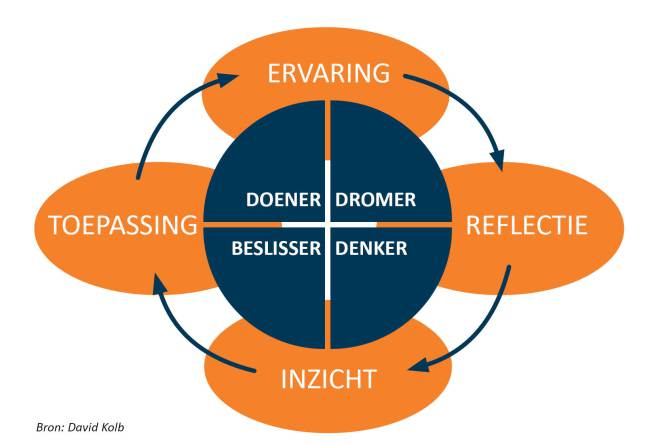 ERVARING
DOENER DROMER
TOEPASSING REFLECTIE
BESLISSER DENKER
INZICHT
Bron: David Kolb